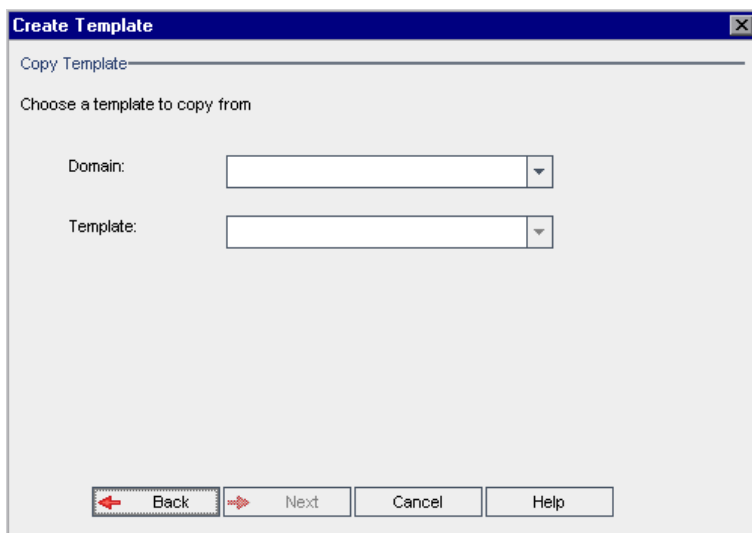 Create Template
Copy Template
Choose a template to copy from
Domain:
Template:
Back Next Cancel Help